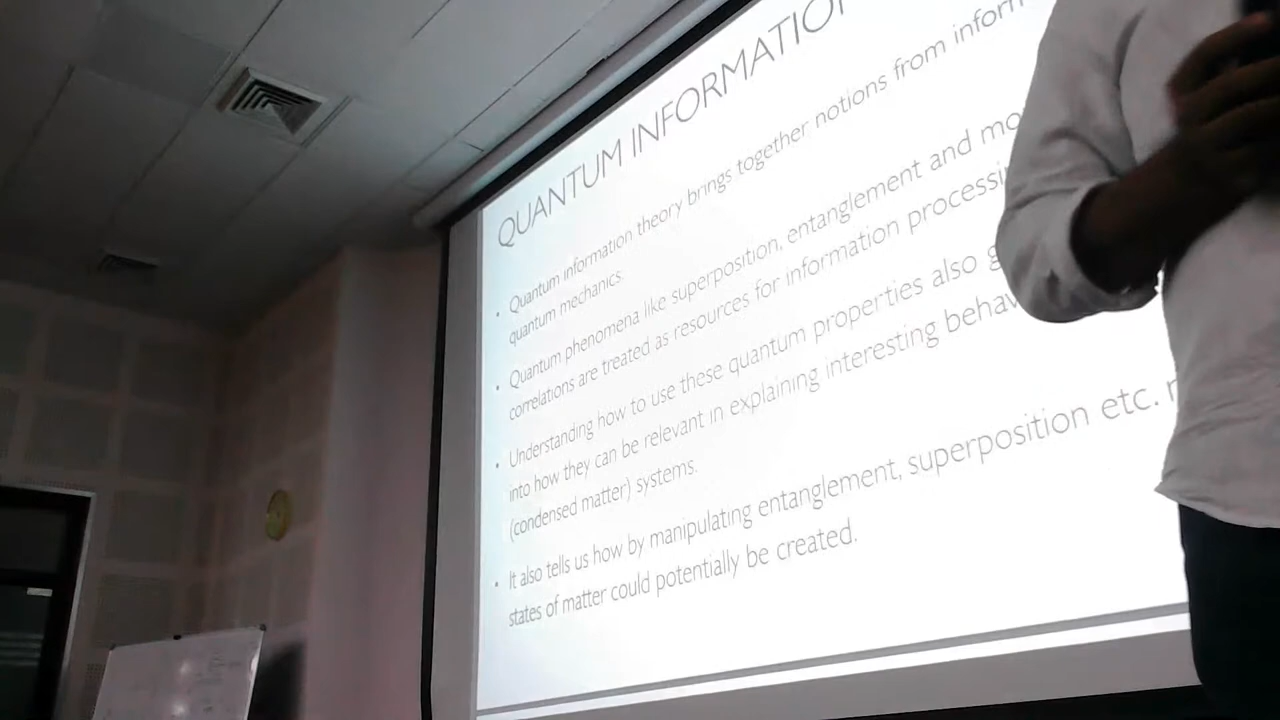 QUANTUM INFORMATION
• Quantum information theory brings together notions from inform
quantum mechanics.
• Quantum phenomena like superposition, entanglement and mo
correlations are treated as resources for information processi
• Understanding how to use these quantum properties also g
into how they can be relevant in explaining interesting behav
(condensed matter) systems.
• It also tells us how by manipulating entanglement, superposition etc.
states of matter could potentially be created.